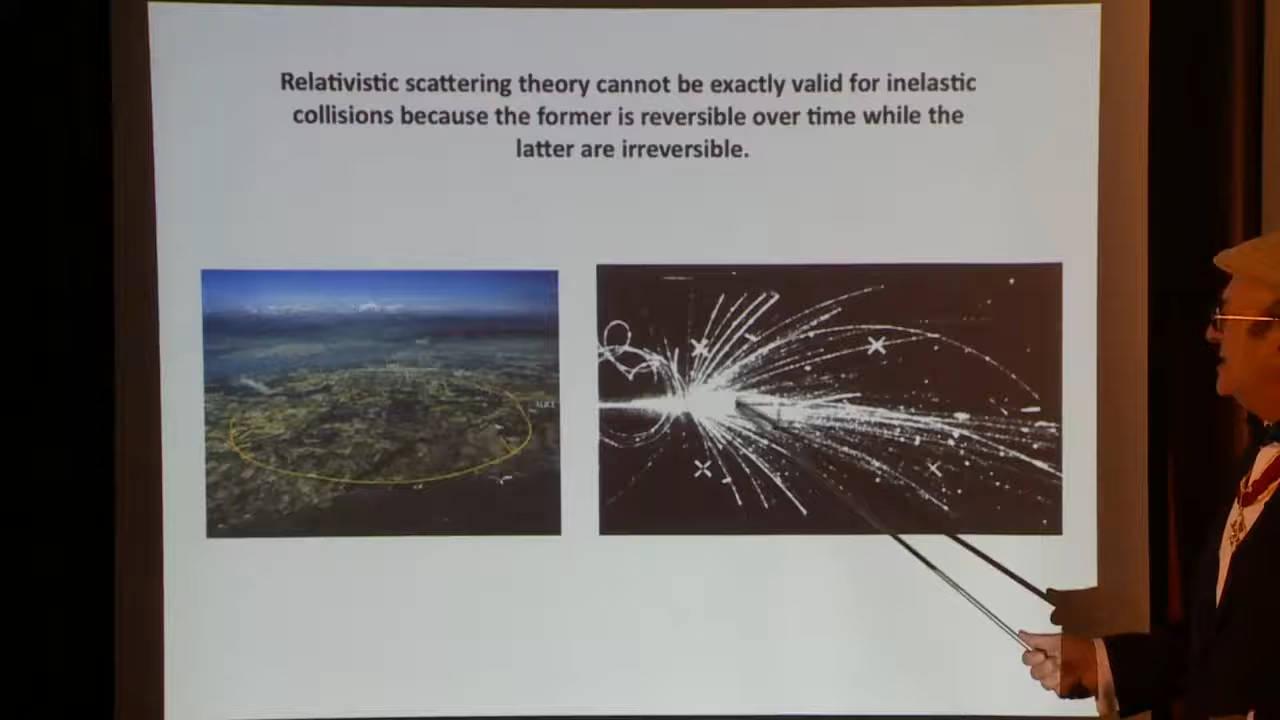 Relativistic scattering theory cannot be exactly valid for inelastic
collisions because the former is reversible over time while the
latter are irreversible.